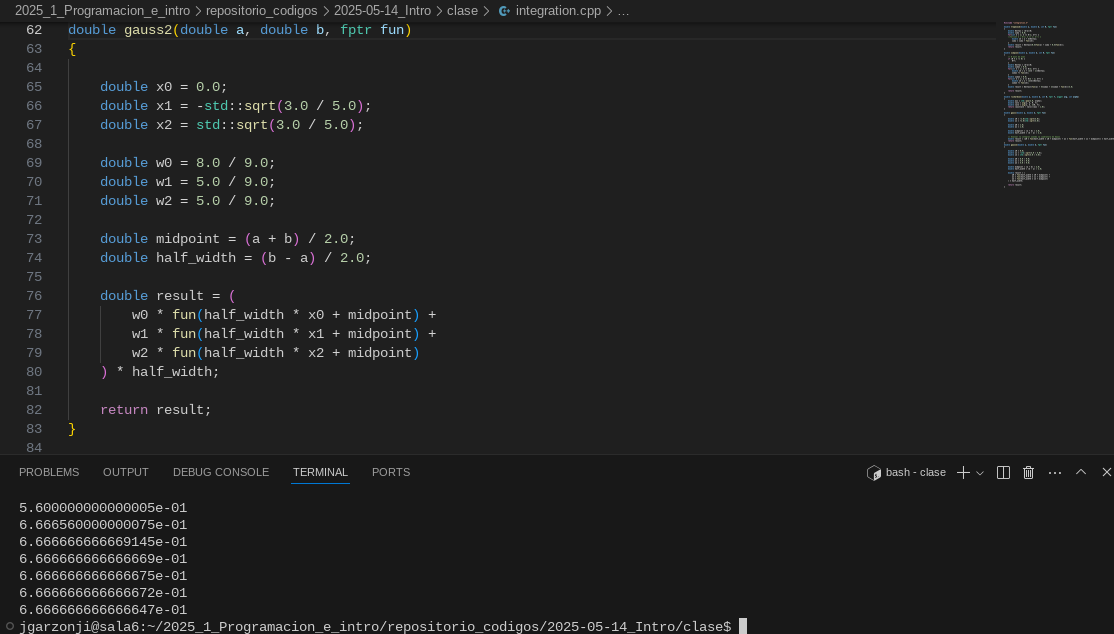 2025_1_Programacion_e_intro > repositorio_codigos > 2025-05-14_Intro > clase > integration.cpp > ...
62 double gauss2(double a, double b, fptr fun)
63 {
64
65     double x0 = 0.0;
66     double x1 = -std::sqrt(3.0 / 5.0);
67     double x2 = std::sqrt(3.0 / 5.0);
68
69     double w0 = 8.0 / 9.0;
70     double w1 = 5.0 / 9.0;
71     double w2 = 5.0 / 9.0;
72
73     double midpoint = (a + b) / 2.0;
74     double half_width = (b - a) / 2.0;
75
76     double result = (
77         w0 * fun(half_width * x0 + midpoint) +
78         w1 * fun(half_width * x1 + midpoint) +
79         w2 * fun(half_width * x2 + midpoint)
80     ) * half_width;
81
82     return result;
83 }
84
PROBLEMS OUTPUT DEBUG CONSOLE TERMINAL PORTS bash - clase
5.600000000000005e-01
6.666560000000075e-01
6.666666666669145e-01
6.666666666666669e-01
6.666666666666675e-01
6.666666666666672e-01
6.666666666666647e-01
jgarzonji@sala6:~/2025_1_Programacion_e_intro/repositorio_codigos/2025-05-14_Intro/clase$